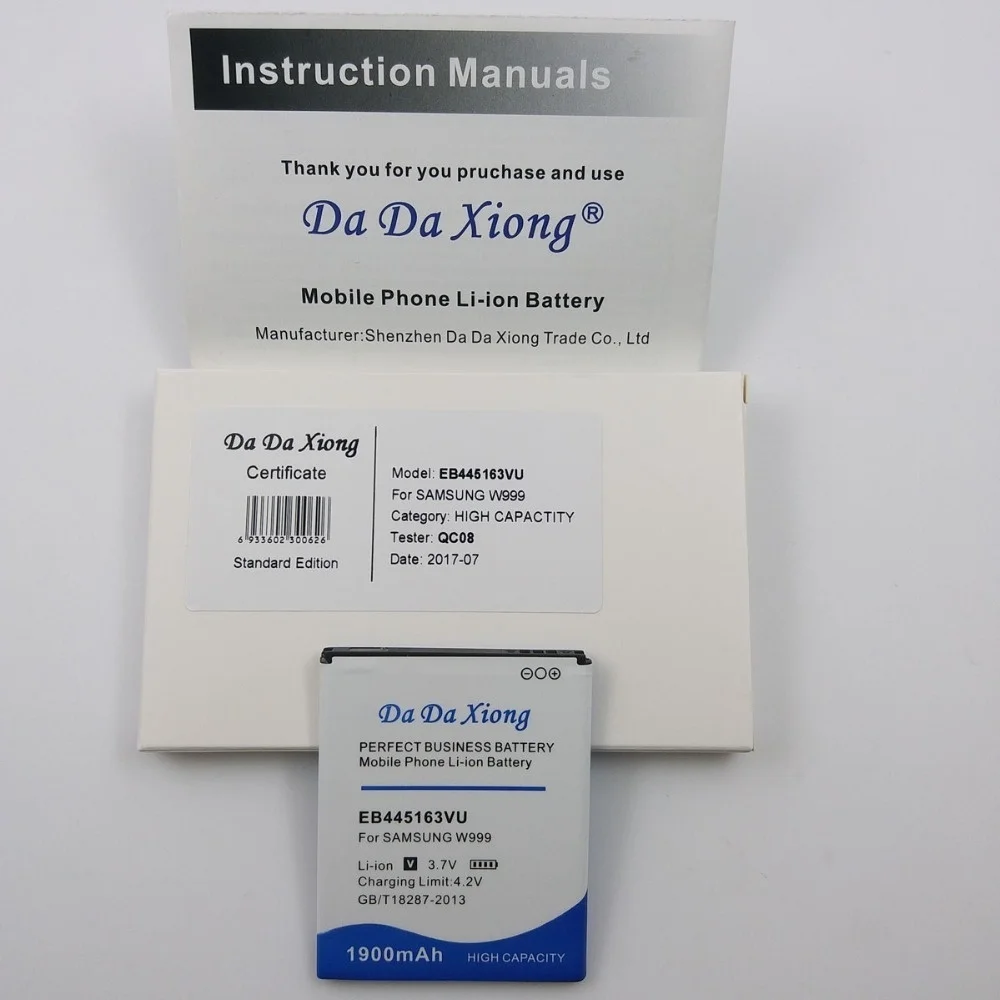 Instruction Manuals
Thank you for you pruchase and use
Da Da Xiong®
Mobile Phone Li-ion Battery
Manufacturer:Shenzhen Da Da Xiong Trade Co., Ltd
Da Da Xiong
Certificate
6 933602 300626
Standard Edition
Model: EB445163VU
For SAMSUNG W999
Category: HIGH CAPACTITY
Tester: QC08
Date: 2017-07
Da Da Xiong
PERFECT BUSINESS BATTERY
Mobile Phone Li-ion Battery
EB445163VU
For SAMSUNG W999
Li-ion V 3.7V
Charging Limit:4.2V
GB/T18287-2013
1900mAh HIGH CAPACITY